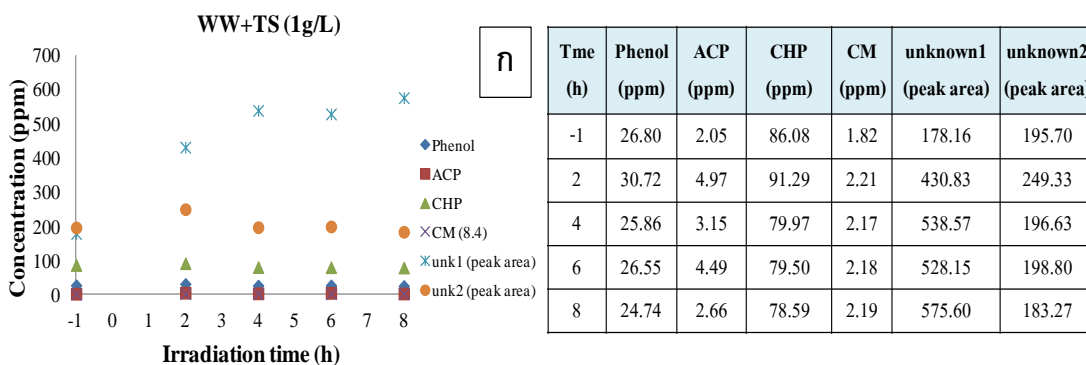 WW+TS (1g/L)
700
600
500
400
300
200
100
0
-1 0 1 2 3 4 5 6 7 8
Concentration (ppm)
Irradiation time (h)
Phenol
ACP
CHP
CM (8.4)
unk1 (peak area)
unk2 (peak area)
ก
Tme Phenol ACP CHP CM unknown1 unknown2
(h) (ppm) (ppm) (ppm) (ppm) (peak area) (peak area)
-1 26.80 2.05 86.08 1.82 178.16 195.70
2 30.72 4.97 91.29 2.21 430.83 249.33
4 25.86 3.15 79.97 2.17 538.57 196.63
6 26.55 4.49 79.50 2.18 528.15 198.80
8 24.74 2.66 78.59 2.19 575.60 183.27